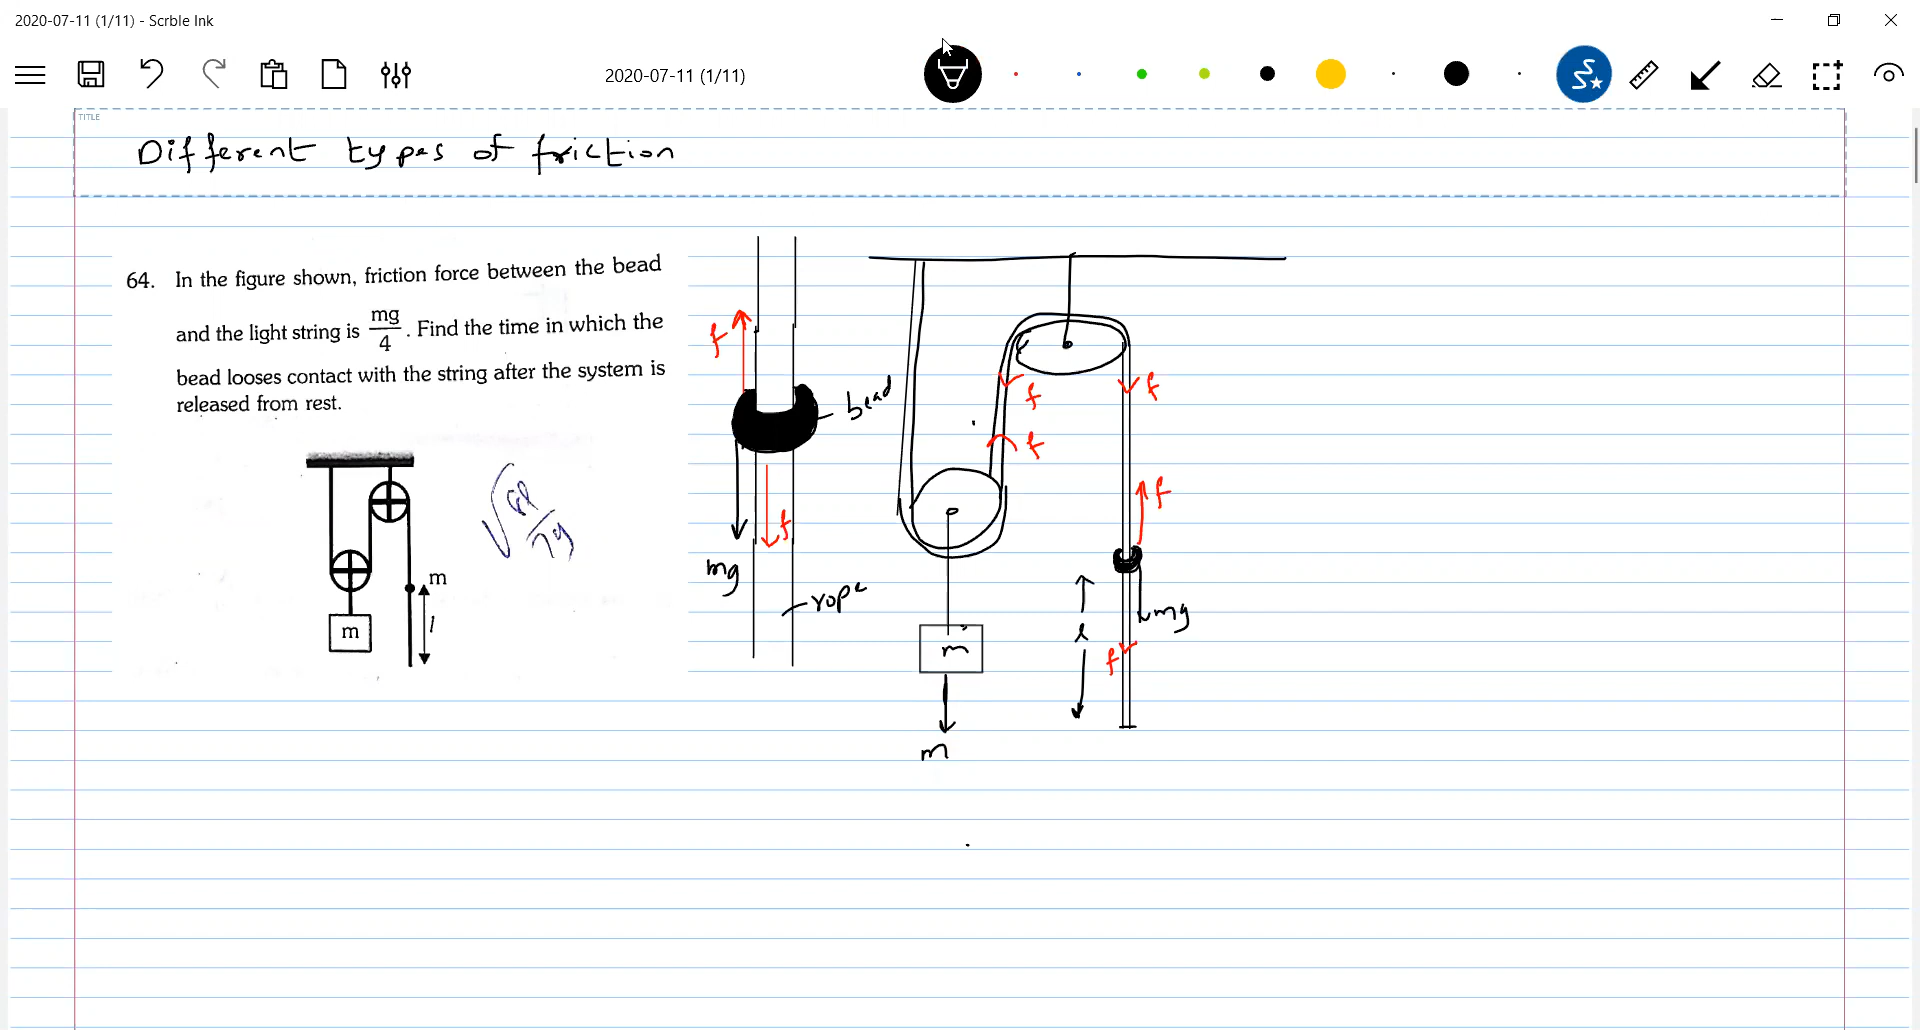 2020-07-11 (1/11) - Scrble Ink
2020-07-11 (1/11)
TITLE
Different types of friction
64. In the figure shown, friction force between the bead
and the light string is mg/4. Find the time in which the
bead looses contact with the string after the system is
released from rest.
m
l
m
√(8l/7g)
f
bead
mg
f
rope
f
f
f
f
mg
l
f
m
m